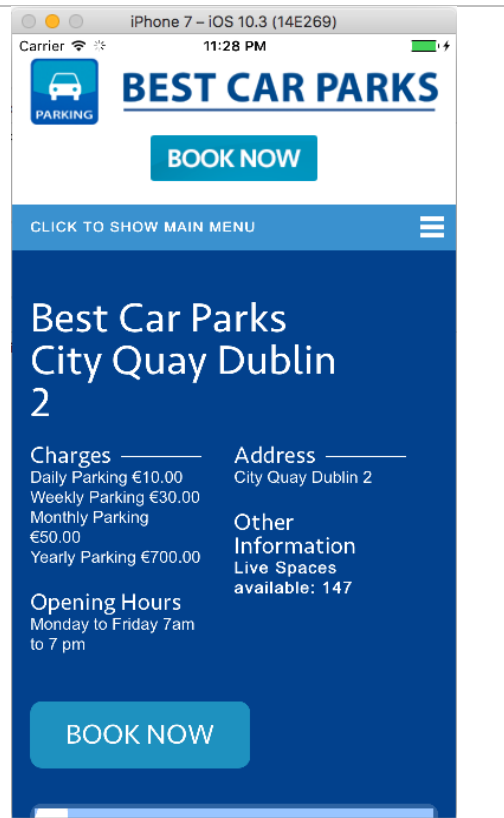 iPhone 7 – iOS 10.3 (14E269)
Carrier
11:28 PM
PARKING
BEST CAR PARKS
BOOK NOW
CLICK TO SHOW MAIN MENU
Best Car Parks
City Quay Dublin
2
Charges
Daily Parking €10.00
Weekly Parking €30.00
Monthly Parking
€50.00
Yearly Parking €700.00
Opening Hours
Monday to Friday 7am
to 7 pm
Address
City Quay Dublin 2
Other
Information
Live Spaces
available: 147
BOOK NOW